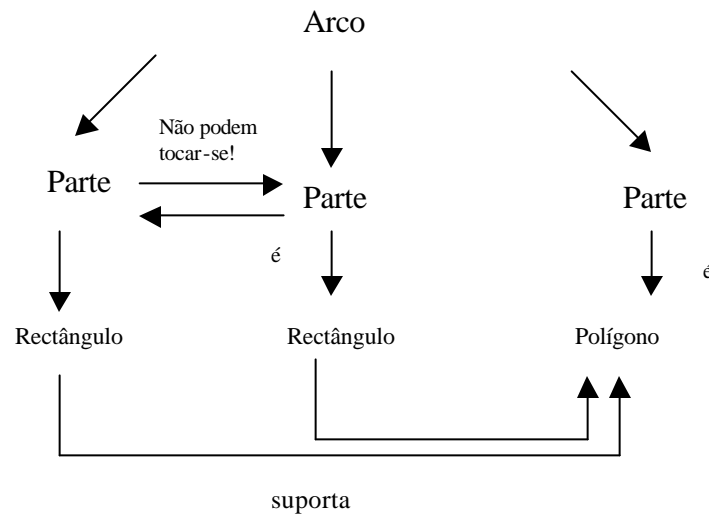 Arco
Não podem
tocar-se!
Parte
Parte
Parte
é
é
Rectângulo
Rectângulo
Polígono
suporta